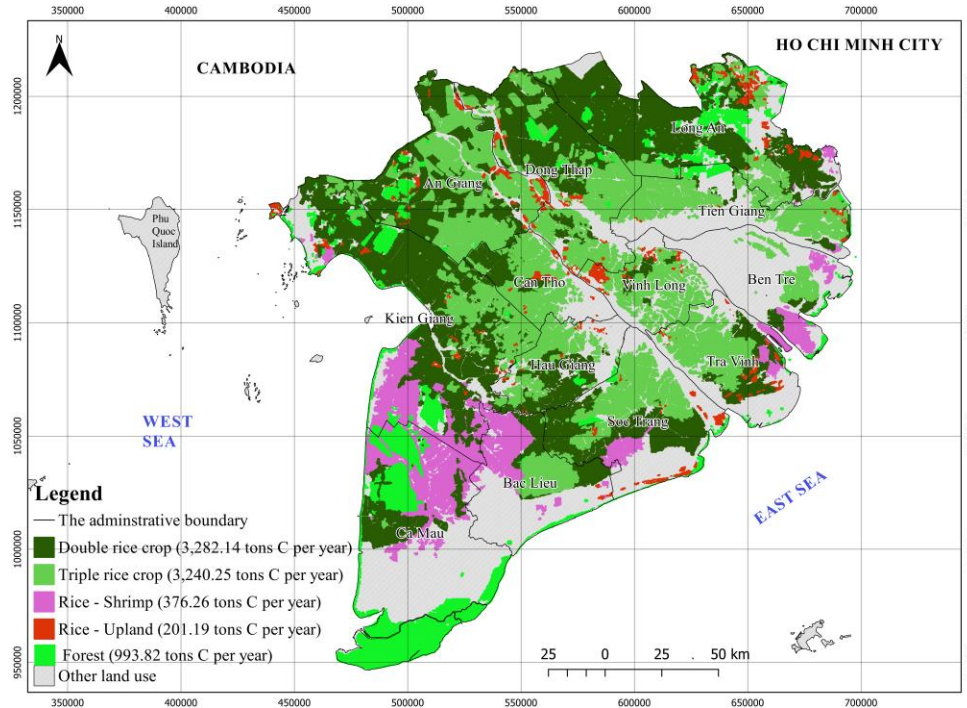 350000 400000 450000 500000 550000 600000 650000 700000
N
HO CHI MINH CITY
CAMBODIA
1200000
Long An
An Giang
Dong Thap
1150000
Phu
Quoc
Island
Tien Giang
Can Tho
Vinh Long
Ben Tre
1100000
Kien Giang
Hau Giang
Tra Vinh
WEST
SEA
1050000
Soc Trang
Bac Lieu
EAST SEA
Legend
The adminstrative boundary
Ca Mau
1000000
Double rice crop (3,282.14 tons C per year)
Triple rice crop (3,240.25 tons C per year)
Rice - Shrimp (376.26 tons C per year)
Rice - Upland (201.19 tons C per year)
Forest (993.82 tons C per year)
Other land use
950000
25 0 25 50 km
350000 400000 450000 500000 550000 600000 650000 700000